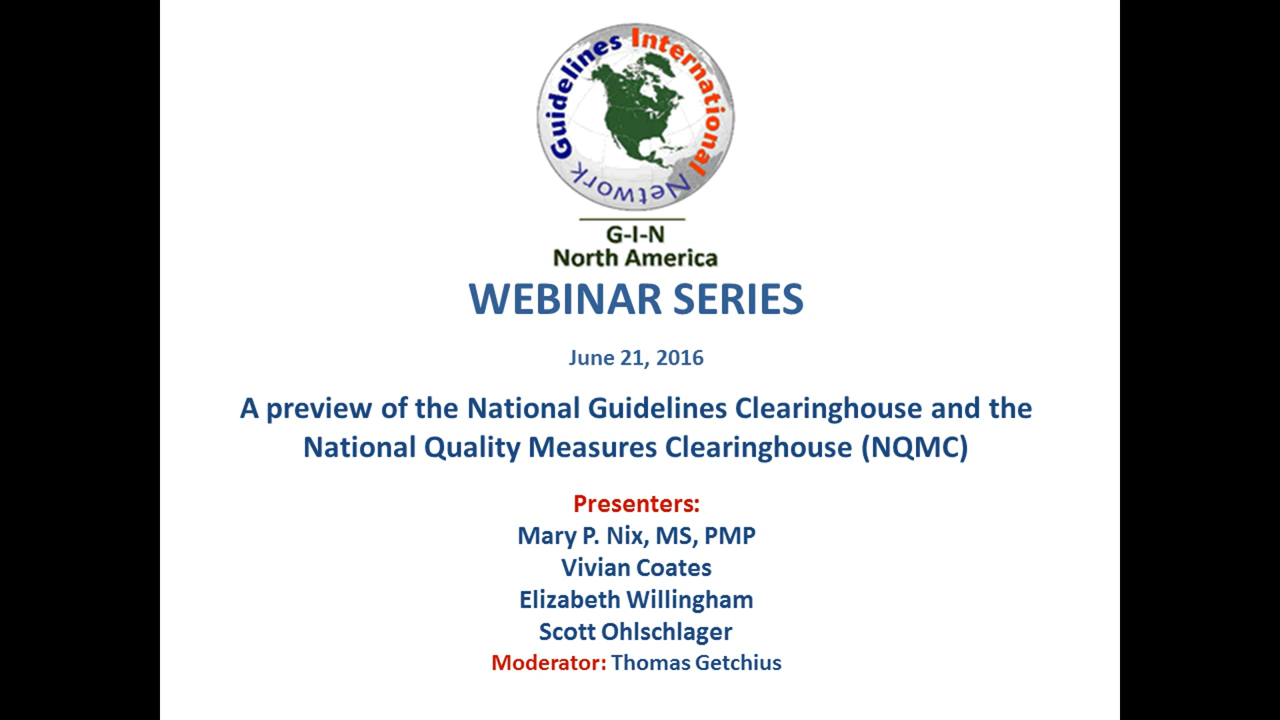 Guidelines International Network
G-I-N
North America
WEBINAR SERIES
June 21, 2016
A preview of the National Guidelines Clearinghouse and the
National Quality Measures Clearinghouse (NQMC)
Presenters:
Mary P. Nix, MS, PMP
Vivian Coates
Elizabeth Willingham
Scott Ohlschlager
Moderator: Thomas Getchius